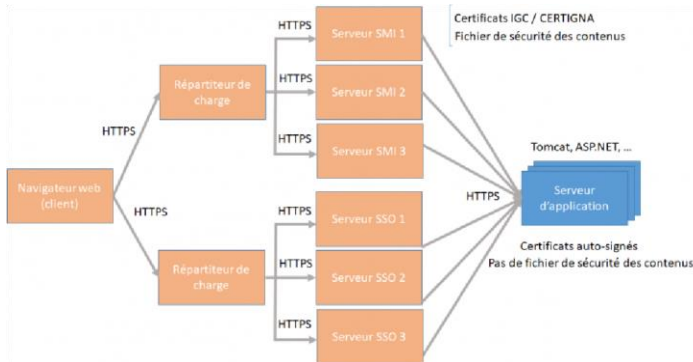 Certificats IGC / CERTIGNA
Fichier de sécurité des contenus
HTTPS
Serveur SMI 1
HTTPS
Répartiteur de
charge
HTTPS
Serveur SMI 2
HTTPS
HTTPS
Serveur SMI 3
Tomcat, ASP.NET, ...
Navigateur web
(client)
HTTPS
Serveur
d'application
HTTPS
HTTPS
Serveur SSO 1
Certificats auto-signés
Pas de fichier de sécurité des contenus
Répartiteur de
charge
HTTPS
Serveur SSO 2
HTTPS
Serveur SSO 3